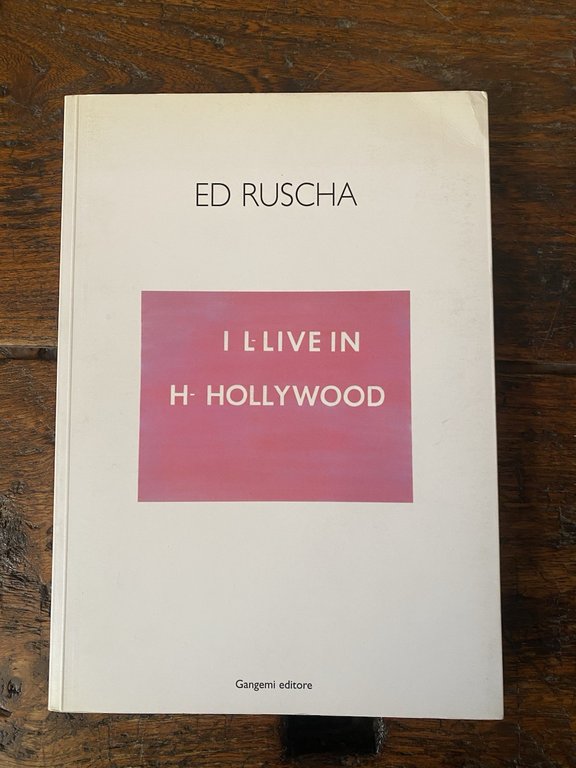 ED RUSCHA
I L-LIVE IN
H- HOLLYWOOD
Gangemi editore